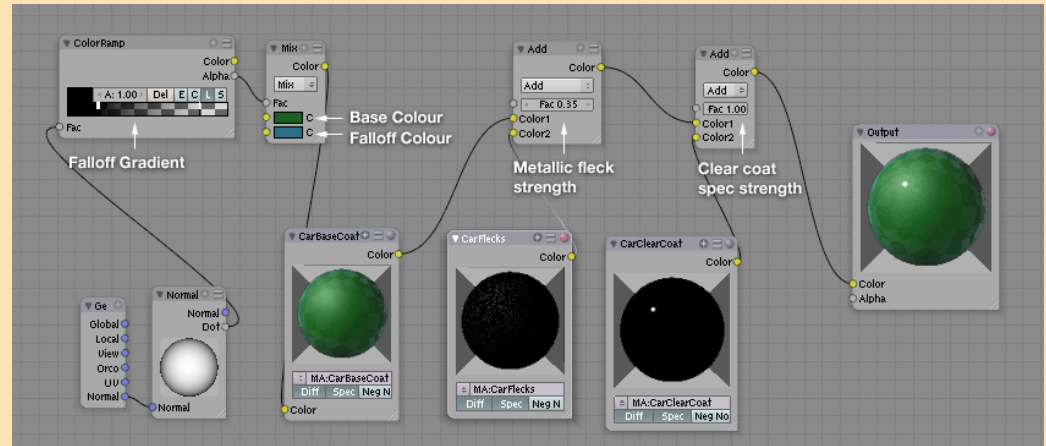 ColorRamp
Color
Alpha
A: 1.00 Del E C L S
Fac
Falloff Gradient
Mix
Color
Mix
Fac
C
C
Base Colour
Falloff Colour
Add
Color
Add
Fac 0.35
Color1
Color2
Metallic fleck
strength
Add
Color
Add
Fac 1.00
Color1
Color2
Clear coat
spec strength
Output
Color
Alpha
Ge
Global
Local
View
Orco
UV
Normal
Normal
Normal
Dot
Normal
CarBaseCoat
Color
MA:CarBaseCoat
Diff Spec Neg N
Color
CarFlecks
Color
MA:CarFlecks
Diff Spec Neg N
CarClearCoat
Color
MA:CarClearCoat
Diff Spec Neg No